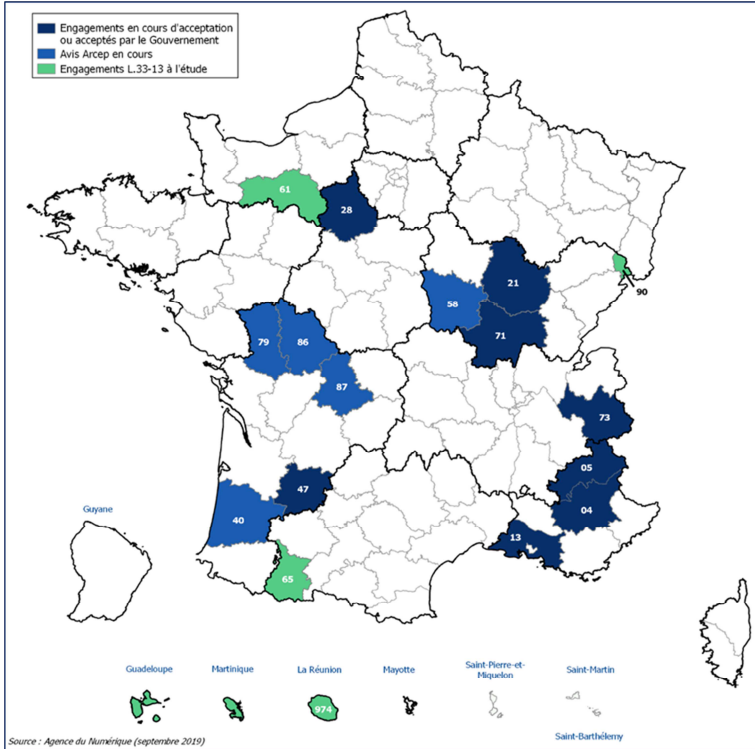 Engagements en cours d'acceptation
ou acceptés par le Gouvernement
Avis Arcep en cours
Engagements L.33-13 à l'étude
61
28
21
90
58
71
79
86
87
73
05
47
04
40
13
Guyane
65
Guadeloupe
Martinique
La Réunion
Mayotte
Saint-Pierre-et-
Miquelon
Saint-Martin
974
Saint-Barthélemy
Source : Agence du Numérique (septembre 2019)